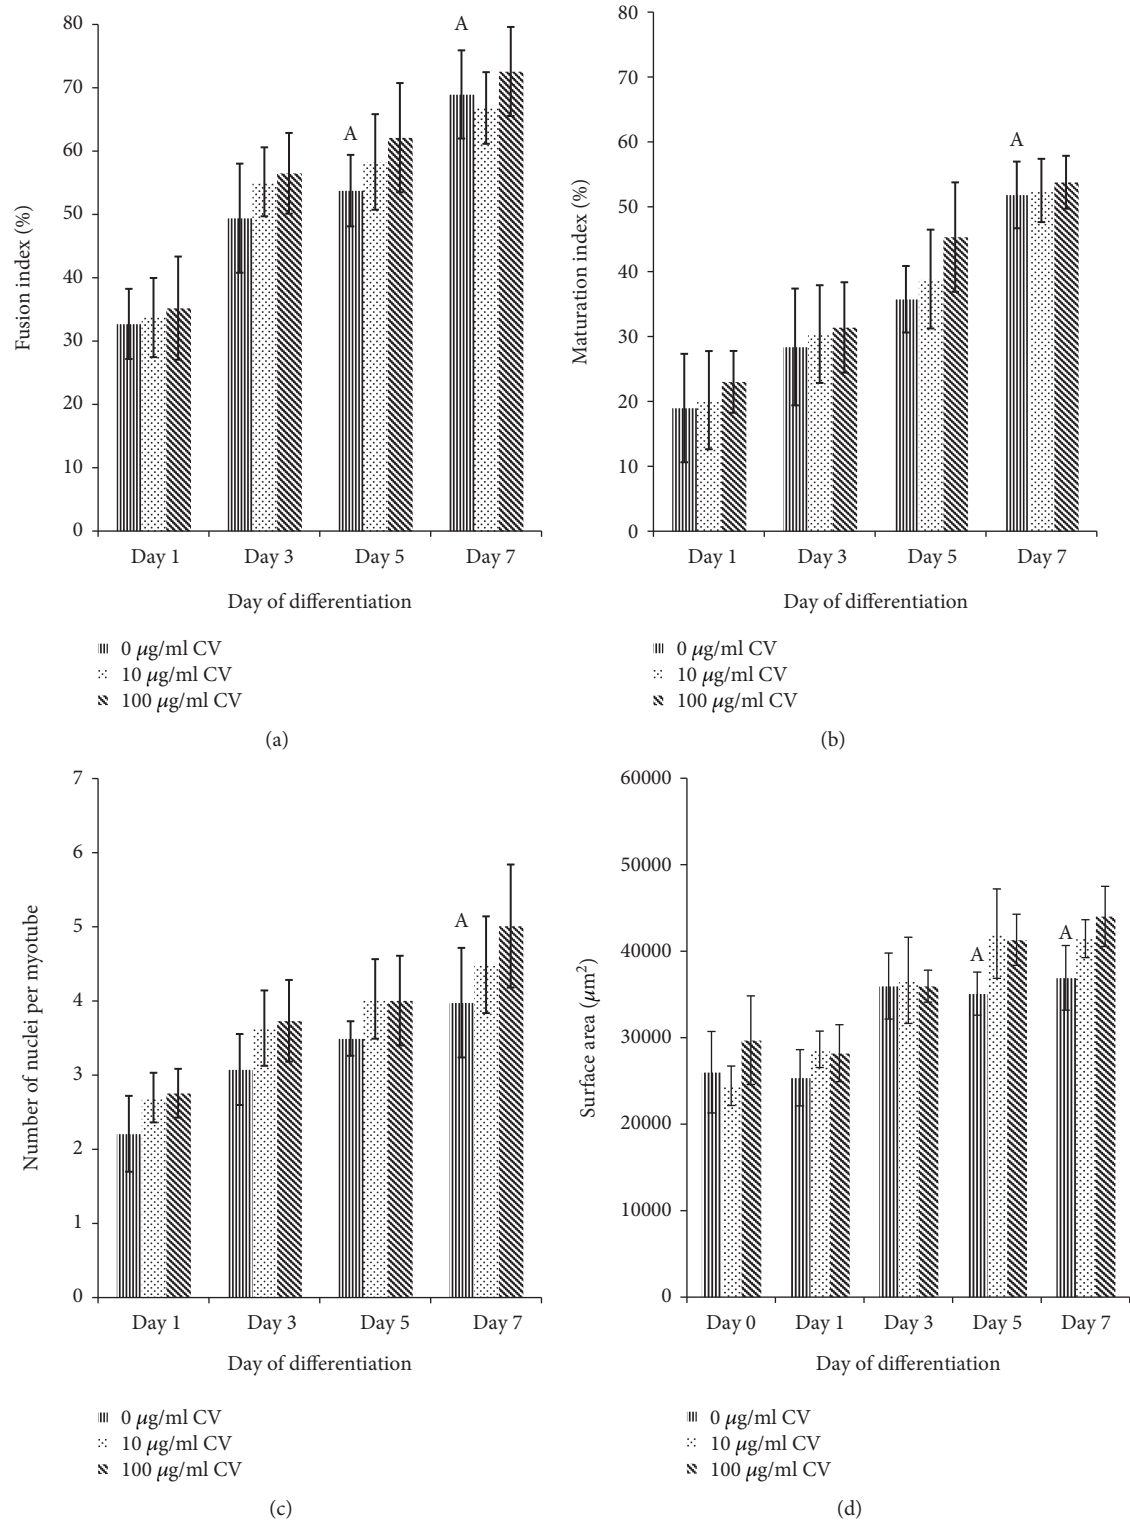 80
70
60
50
40
30
20
10
0
Fusion index (%)
A
A
Day 1 Day 3 Day 5 Day 7
Day of differentiation
0 μg/ml CV
10 μg/ml CV
100 μg/ml CV
(a)
80
70
60
50
40
30
20
10
0
Maturation index (%)
A
Day 1 Day 3 Day 5 Day 7
Day of differentiation
0 μg/ml CV
10 μg/ml CV
100 μg/ml CV
(b)
7
6
5
4
3
2
1
0
Number of nuclei per myotube
A
Day 1 Day 3 Day 5 Day 7
Day of differentiation
0 μg/ml CV
10 μg/ml CV
100 μg/ml CV
(c)
60000
50000
40000
30000
20000
10000
0
Surface area (μm²)
A
A
Day 0 Day 1 Day 3 Day 5 Day 7
Day of differentiation
0 μg/ml CV
10 μg/ml CV
100 μg/ml CV
(d)